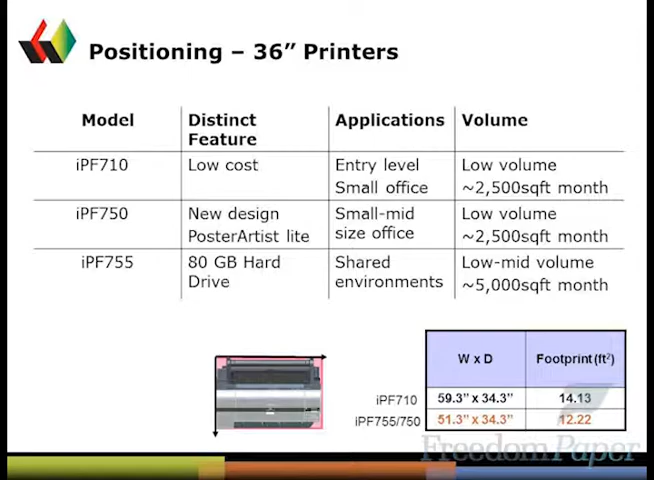 Positioning – 36” Printers
Model Distinct Feature Applications Volume
iPF710 Low cost Entry level Small office Low volume ~2,500sqft month
iPF750 New design PosterArtist lite Small-mid size office Low volume ~2,500sqft month
iPF755 80 GB Hard Drive Shared environments Low-mid volume ~5,000sqft month
W x D Footprint(ft²)
iPF710 59.3” x 34.3” 14.13
iPF755/750 51.3” x 34.3” 12.22
FreedomPaper